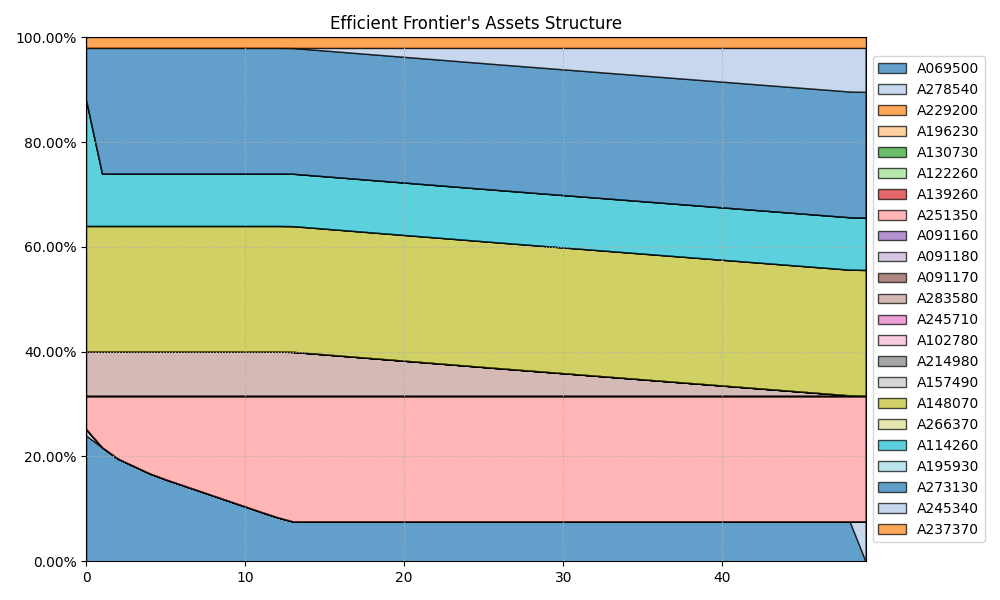 Efficient Frontier's Assets Structure
100.00%
80.00%
60.00%
40.00%
20.00%
0.00%
0
10
20
30
40
A069500
A278540
A229200
A196230
A130730
A122260
A139260
A251350
A091160
A091180
A091170
A283580
A245710
A102780
A214980
A157490
A148070
A266370
A114260
A195930
A273130
A245340
A237370